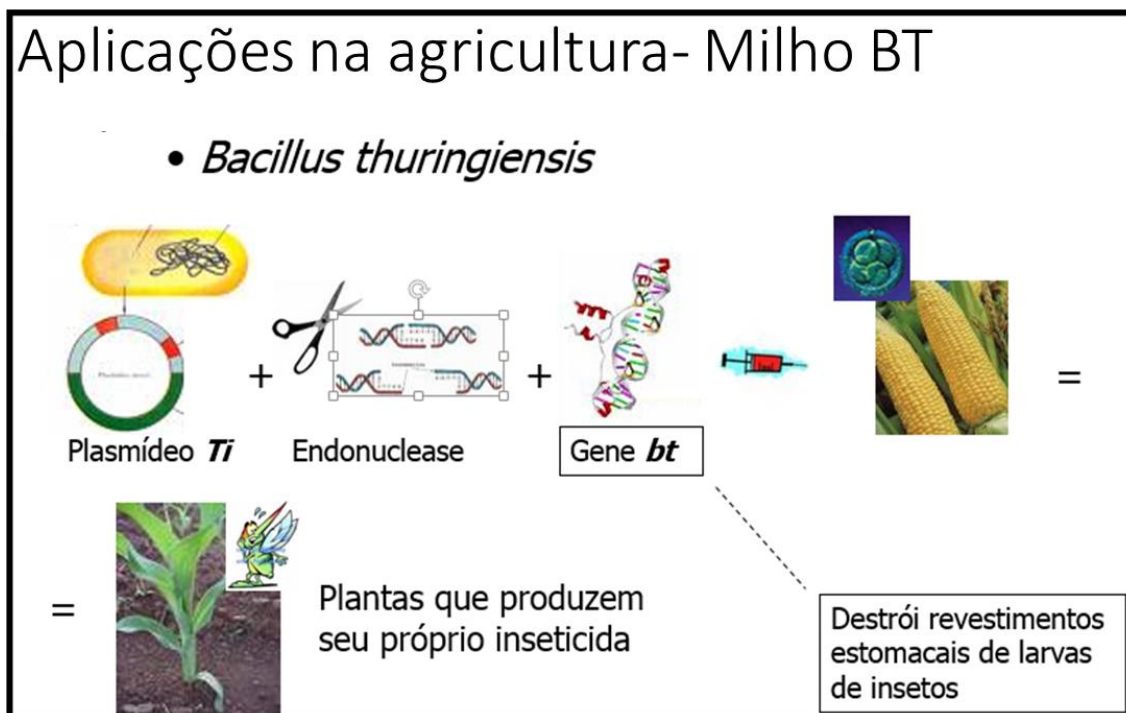 Aplicações na agricultura- Milho BT
• Bacillus thuringiensis
+
+
=
Plasmídeo Ti
Endonuclease
Gene bt
=
Plantas que produzem
seu próprio inseticida
Destrói revestimentos
estomacais de larvas
de insetos